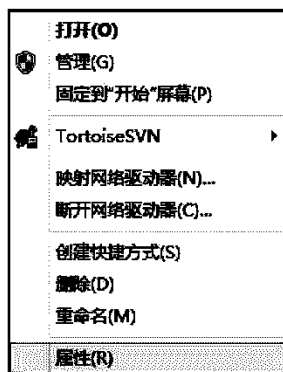 打开(O)
管理(G)
固定到"开始"屏幕(P)
TortoiseSVN
映射网络驱动器(N)...
断开网络驱动器(C)...
创建快捷方式(S)
删除(D)
重命名(M)
属性(R)